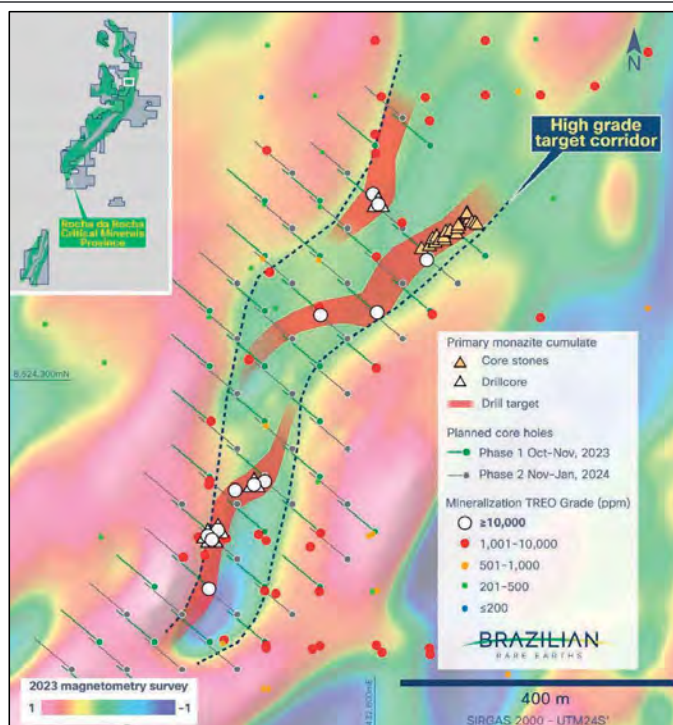 N
High grade
target corridor
Rocha da Rocha
Critical Minerals
Province
8,524,300mN
Primary monazite cumulate
Core stones
Drillcore
Drill target
Planned core holes
Phase 1 Oct-Nov, 2023
Phase 2 Nov-Jan, 2024
Mineralization TREO Grade (ppm)
≥10,000
1,001-10,000
501-1,000
201-500
≤200
BRAZILIAN
RARE EARTHS
2023 magnetometry survey
1
-1
400 m
SIRGAS 2000 - UTM24S'